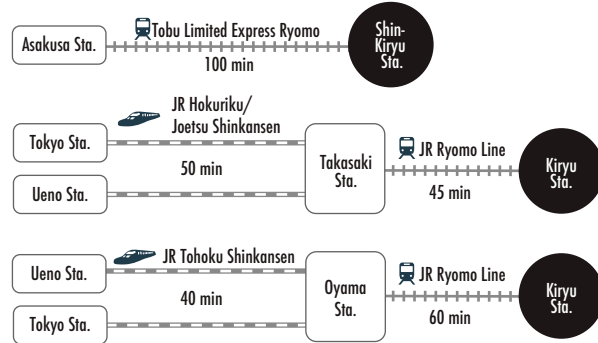 Asakusa Sta.
Tobu Limited Express Ryomo
100 min
Shin-
Kiryu
Sta.
JR Hokuriku/
Joetsu Shinkansen
Tokyo Sta.
50 min
Ueno Sta.
Takasaki
Sta.
JR Ryomo Line
45 min
Kiryu
Sta.
Ueno Sta.
JR Tohoku Shinkansen
40 min
Tokyo Sta.
Oyama
Sta.
JR Ryomo Line
60 min
Kiryu
Sta.